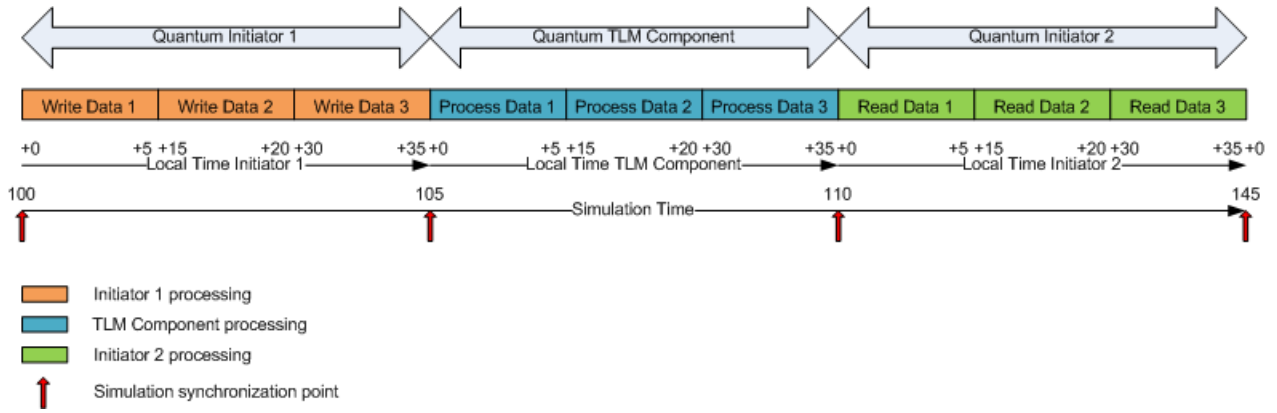 Quantum Initiator 1 Quantum TLM Component Quantum Initiator 2
Write Data 1 Write Data 2 Write Data 3 Process Data 1 Process Data 2 Process Data 3 Read Data 1 Read Data 2 Read Data 3
+0 +5 +15 +20 +30 +35 +0 +5 +15 +20 +30 +35 +0 +5 +15 +20 +30 +35 +0
Local Time Initiator 1 Local Time TLM Component Local Time Initiator 2
100 105 110 145
Simulation Time
Initiator 1 processing
TLM Component processing
Initiator 2 processing
Simulation synchronization point